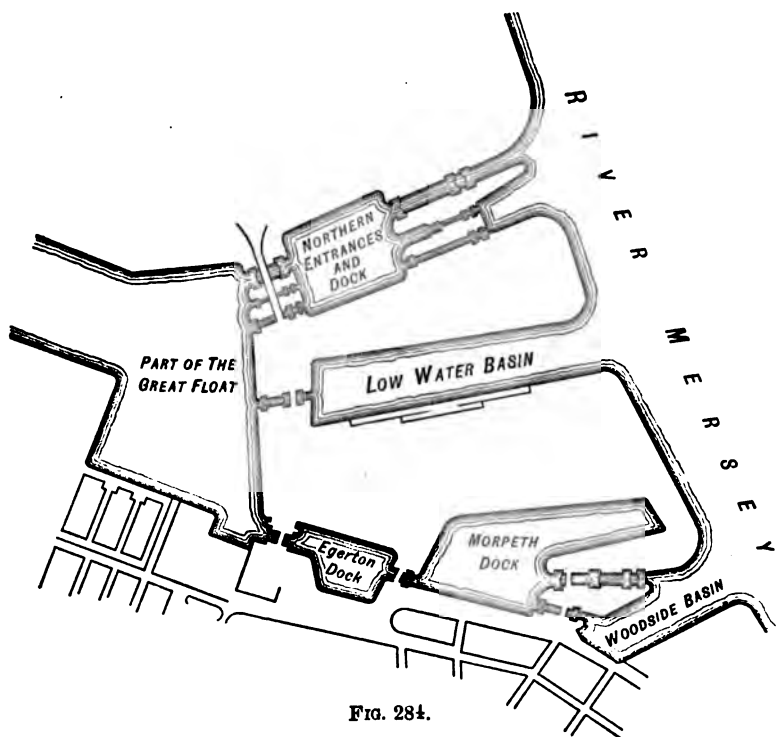 RIVER MERSEY
NORTHERN
ENTRANCES
AND
DOCK
PART OF THE
GREAT FLOAT
LOW WATER BASIN
MORPETH
DOCK
Egerton
Dock
WOODSIDE BASIN
FIG. 284.